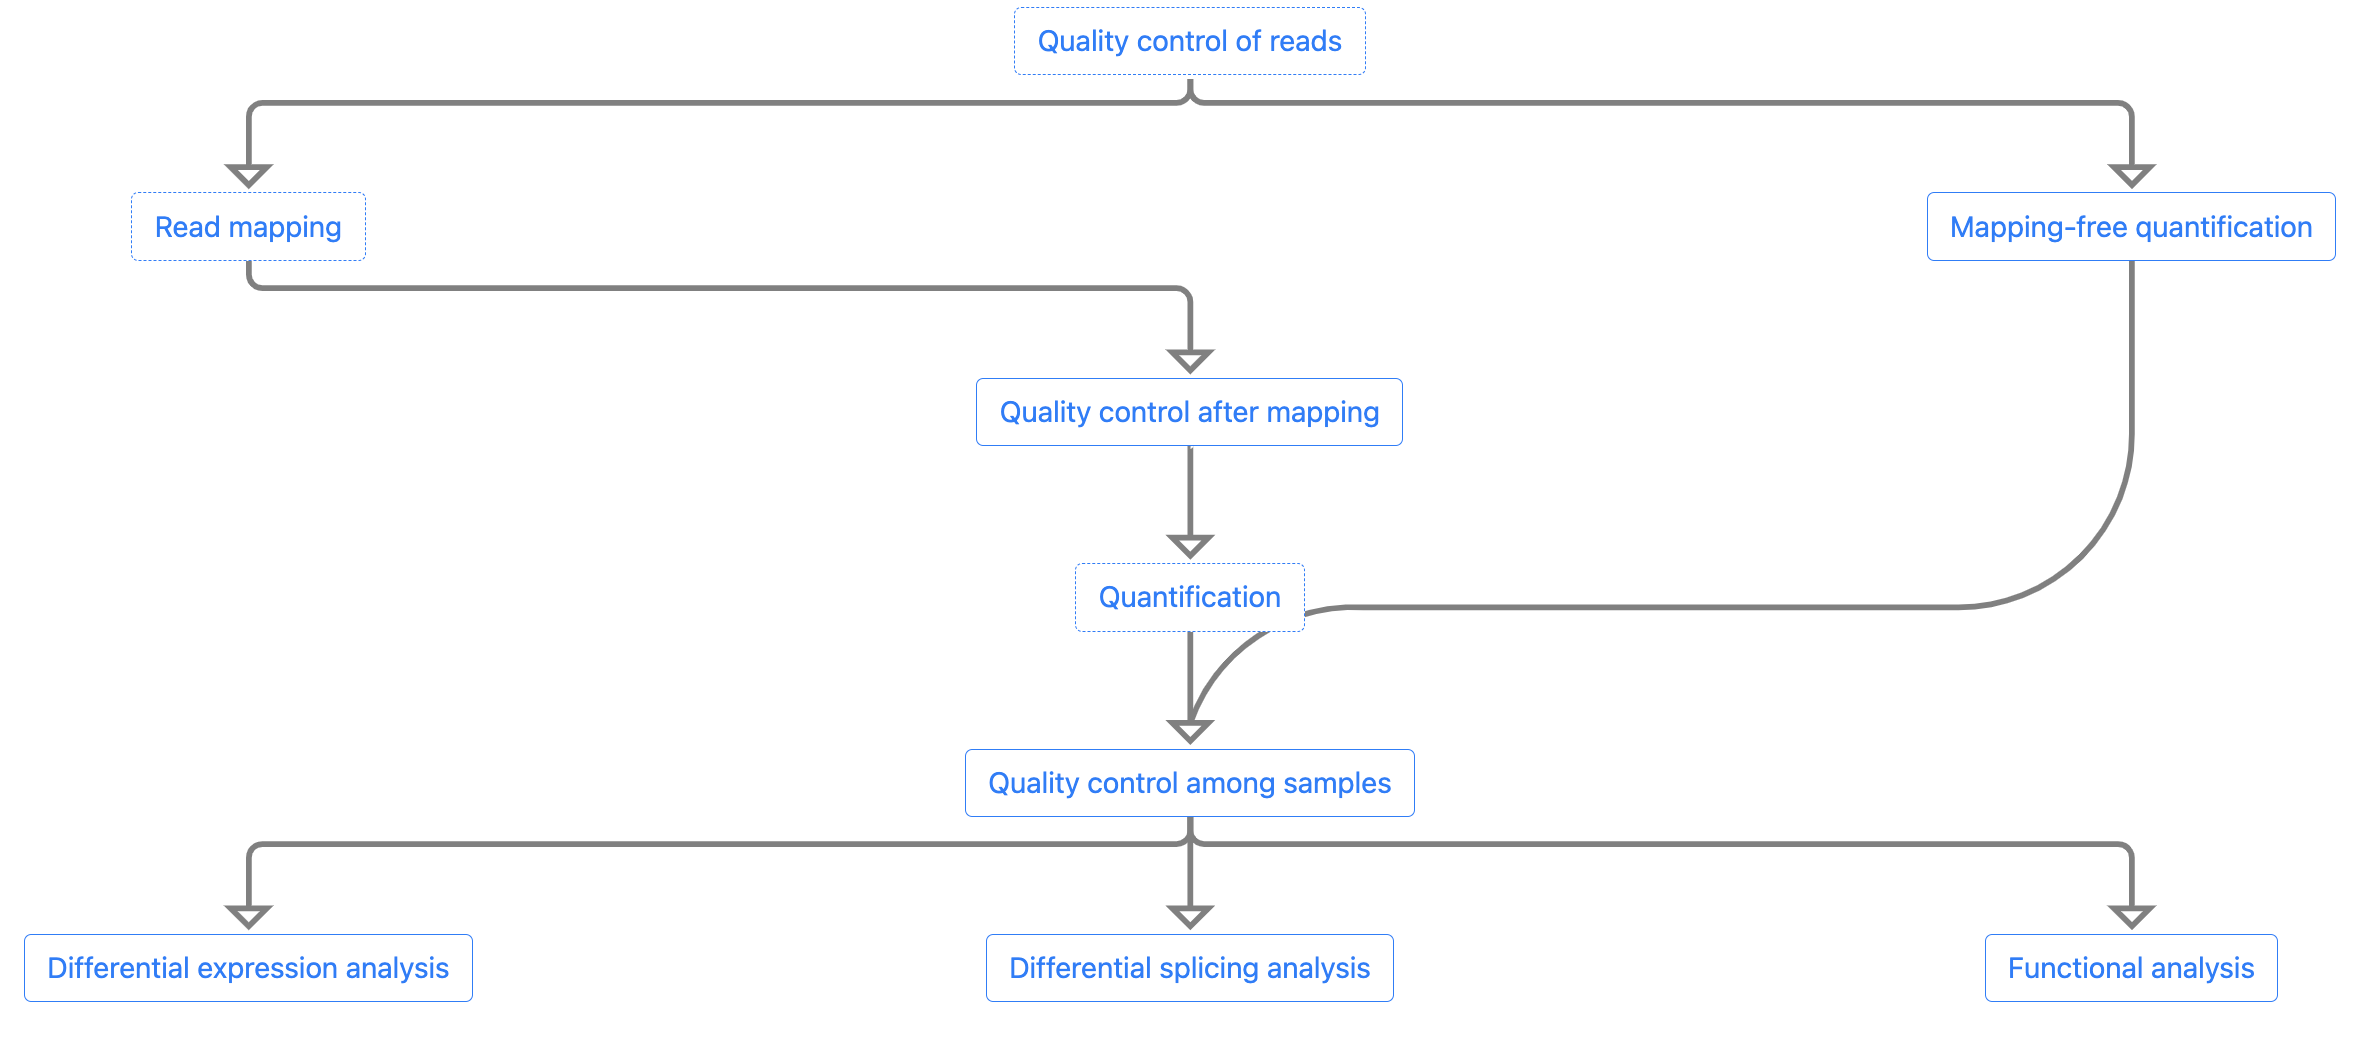 Quality control of reads
Read mapping
Mapping-free quantification
Quality control after mapping
Quantification
Quality control among samples
Differential expression analysis
Differential splicing analysis
Functional analysis